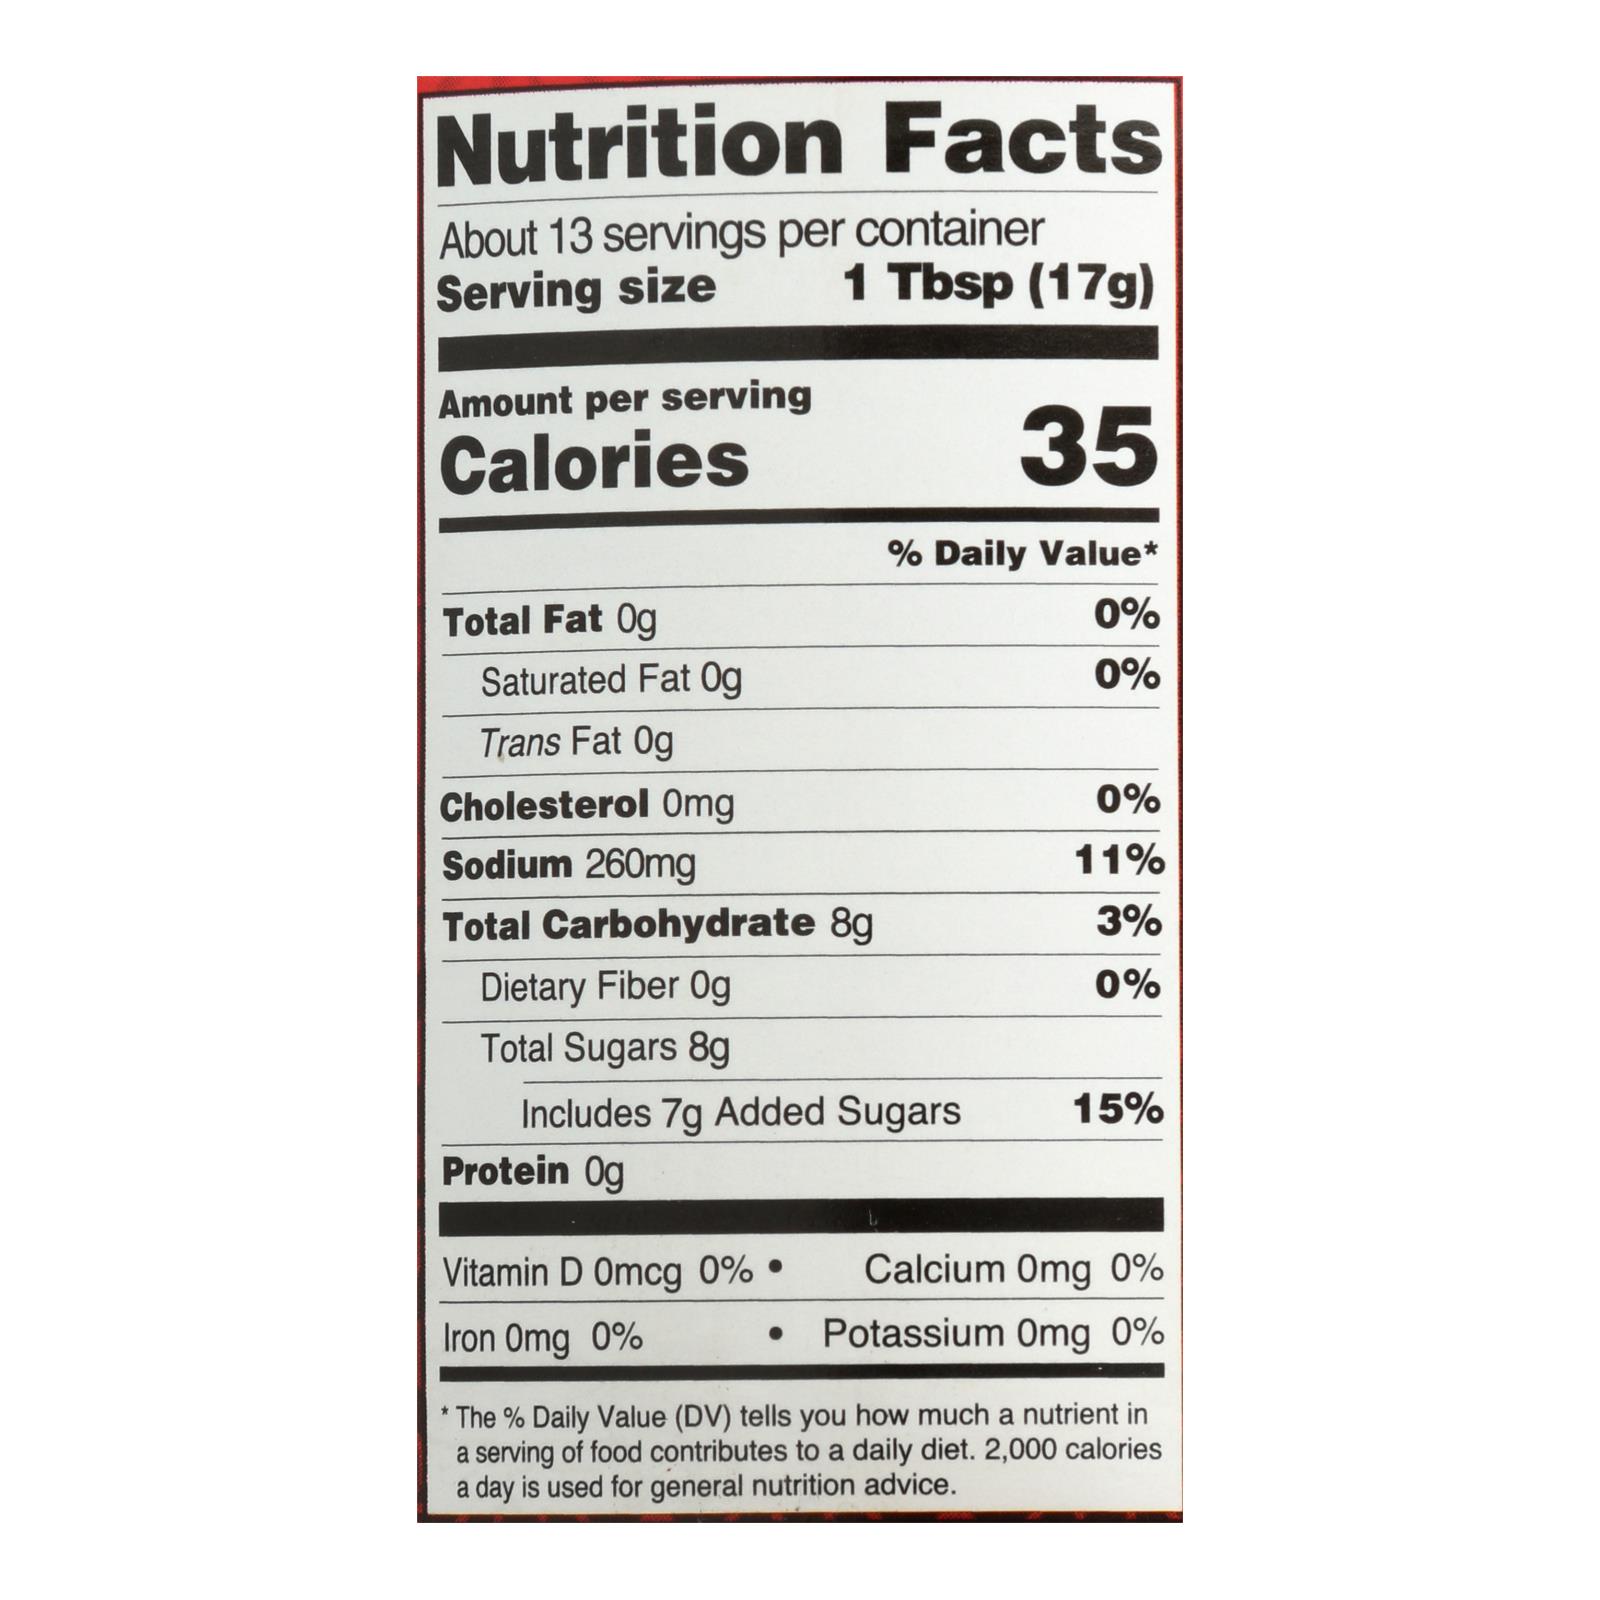 Nutrition Facts
About 13 servings per container
Serving size 1 Tbsp (17g)
Amount per serving
Calories 35
% Daily Value*
Total Fat 0g 0%
Saturated Fat 0g 0%
Trans Fat 0g
Cholesterol 0mg 0%
Sodium 260mg 11%
Total Carbohydrate 8g 3%
Dietary Fiber 0g 0%
Total Sugars 8g
Includes 7g Added Sugars 15%
Protein 0g
Vitamin D 0mcg 0% • Calcium 0mg 0%
Iron 0mg 0% • Potassium 0mg 0%
* The % Daily Value (DV) tells you how much a nutrient in
a serving of food contributes to a daily diet. 2,000 calories
a day is used for general nutrition advice.